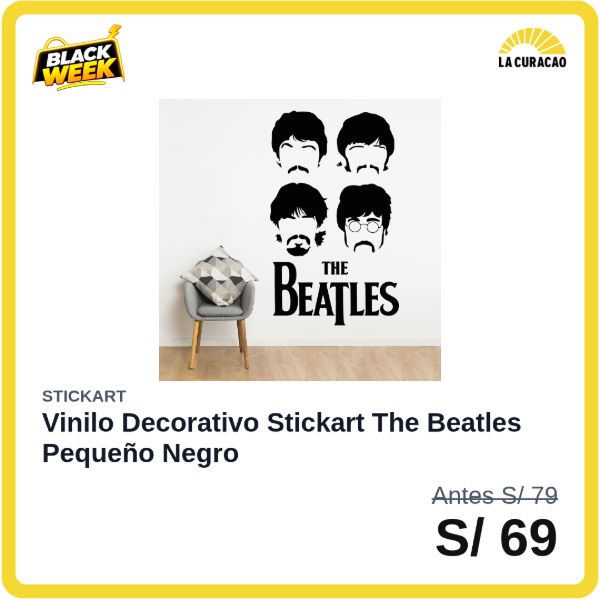 BLACK
WEEK
LA CURACAO
THE
BEATLES
STICKART
Vinilo Decorativo Stickart The Beatles
Pequeño Negro
Antes S/ 79
S/ 69